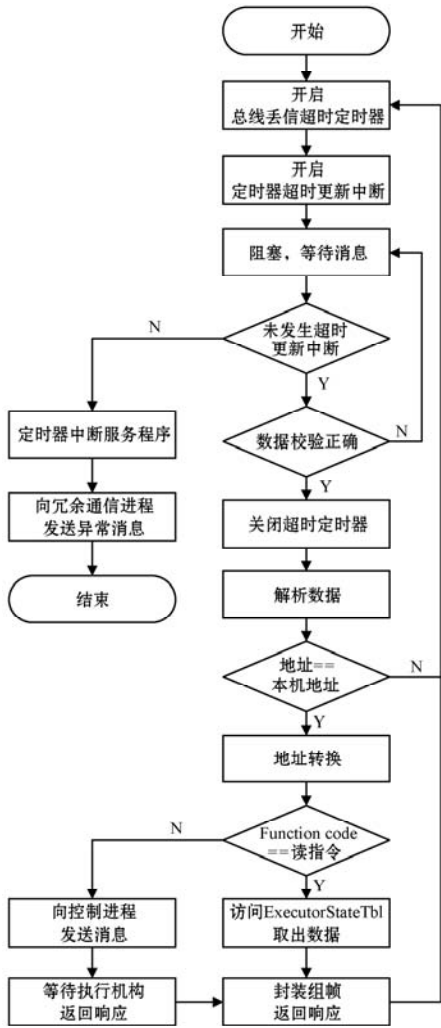 开始
开启
总线丢信超时定时器
开启
定时器超时更新中断
阻塞，等待消息
N
未发生超时
更新中断
Y
定时器中断服务程序
数据校验正确
N
Y
向冗余通信进程
发送异常消息
关闭超时定时器
结束
解析数据
地址==
本机地址
N
Y
地址转换
N
Function code
==读指令
Y
向控制进程
发送消息
访问ExecutorStateTbl
取出数据
等待执行机构
返回响应
封装组帧
返回响应